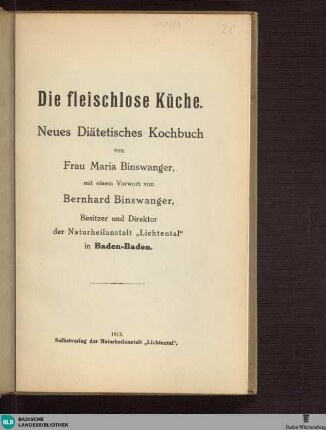 Die fleischlose Küche.
Neues Diätetisches Kochbuch
von
Frau Maria Binswanger,
mit einem Vorwort von
Bernhard Binswanger,
Besitzer und Direktor
der Naturheilanstalt „Lichtental"
in Baden-Baden.
1913.
Selbstverlag der Naturheilanstalt „Lichtental".
BLB
BADISCHE
LANDESBIBLIOTHEK
Baden-Württemberg